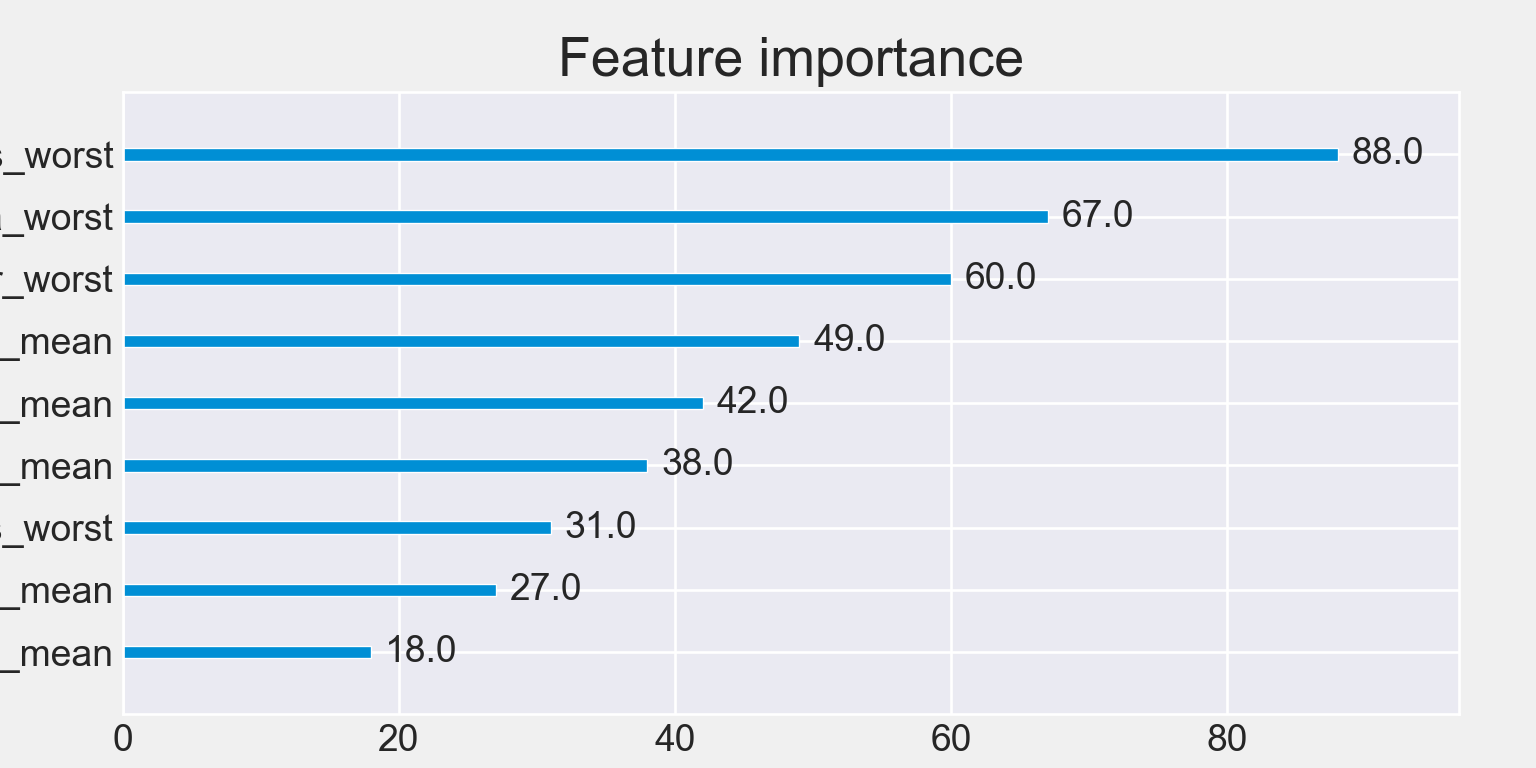 Feature importance
s_worst 88.0
_worst 67.0
r_worst 60.0
_mean 49.0
_mean 42.0
_mean 38.0
s_worst 31.0
_mean 27.0
_mean 18.0
0 20 40 60 80